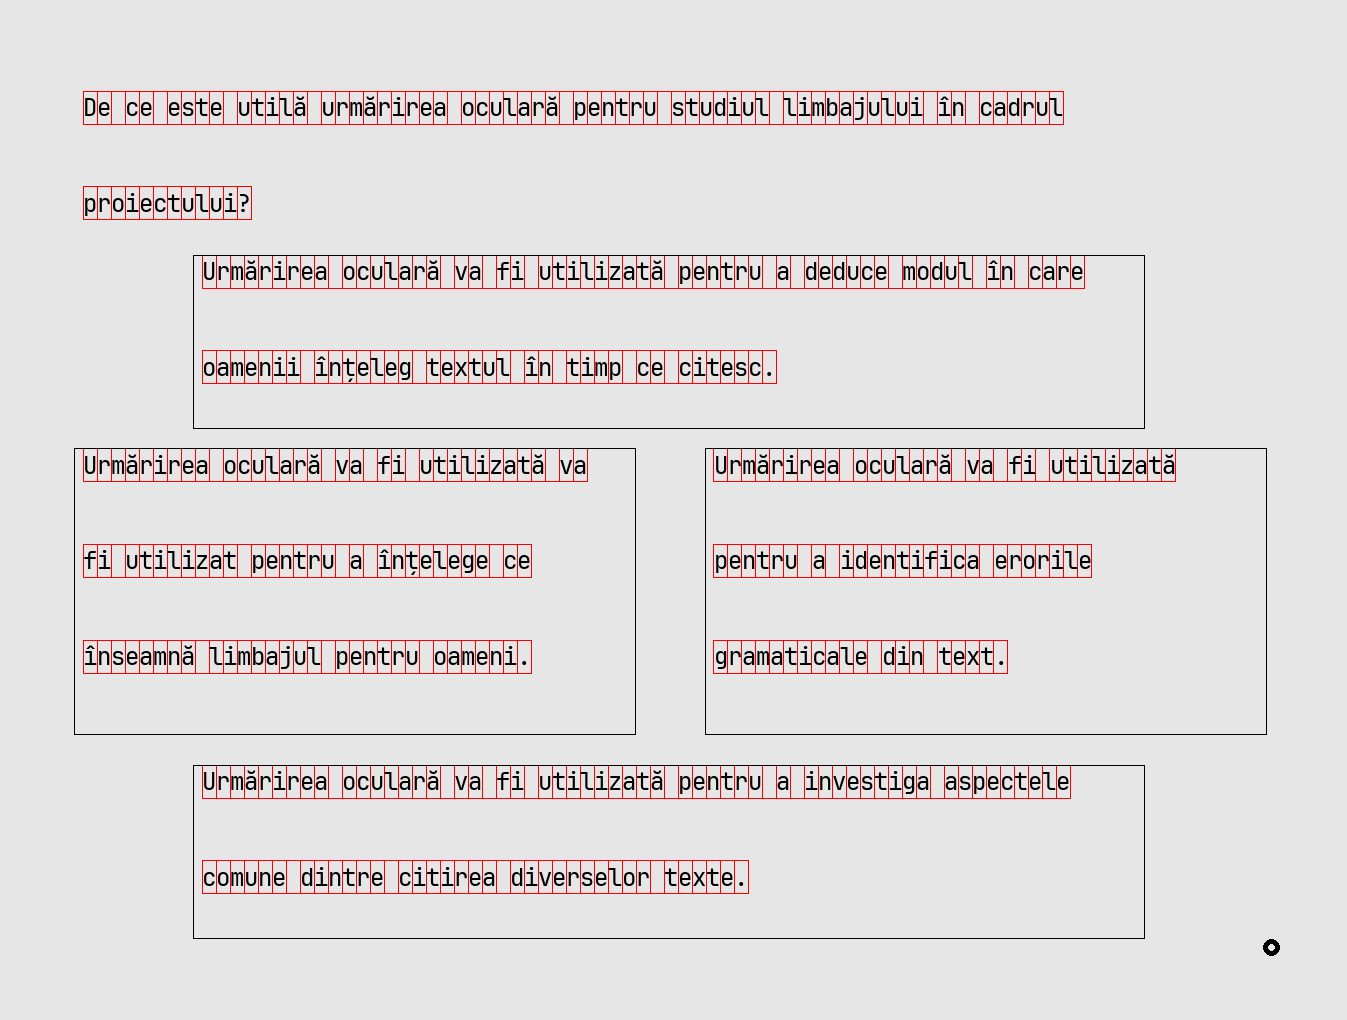 De ce este utilă urmărirea oculară pentru studiul limbajului în cadrul
proiectului?
Urmărirea oculară va fi utilizată pentru a deduce modul în care
oamenii înțeleg textul în timp ce citesc.
Urmărirea oculară va fi utilizată va
fi utilizat pentru a înțelege ce
înseamnă limbajul pentru oameni.
Urmărirea oculară va fi utilizată
pentru a identifica erorile
gramaticale din text.
Urmărirea oculară va fi utilizată pentru a investiga aspectele
comune dintre citirea diverselor texte.